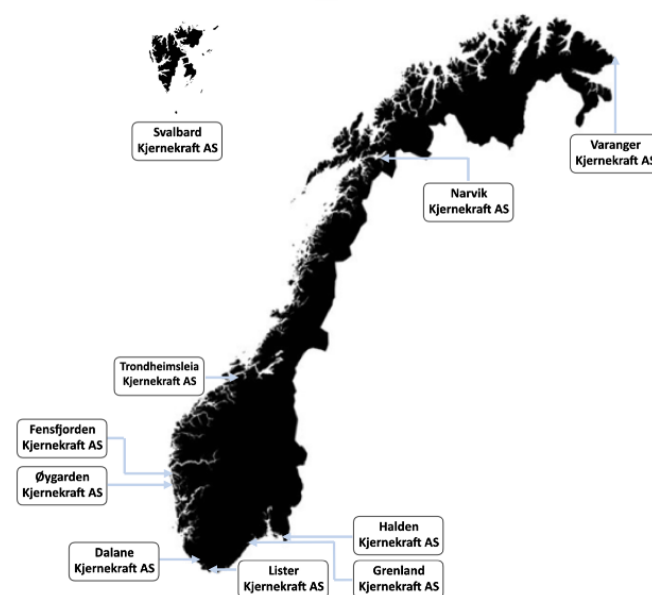 Svalbard
Kjernekraft AS
Varanger
Kjernekraft AS
Narvik
Kjernekraft AS
Trondheimsleia
Kjernekraft AS
Fensfjorden
Kjernekraft AS
Øygarden
Kjernekraft AS
Halden
Kjernekraft AS
Dalane
Kjernekraft AS
Lister
Kjernekraft AS
Grenland
Kjernekraft AS